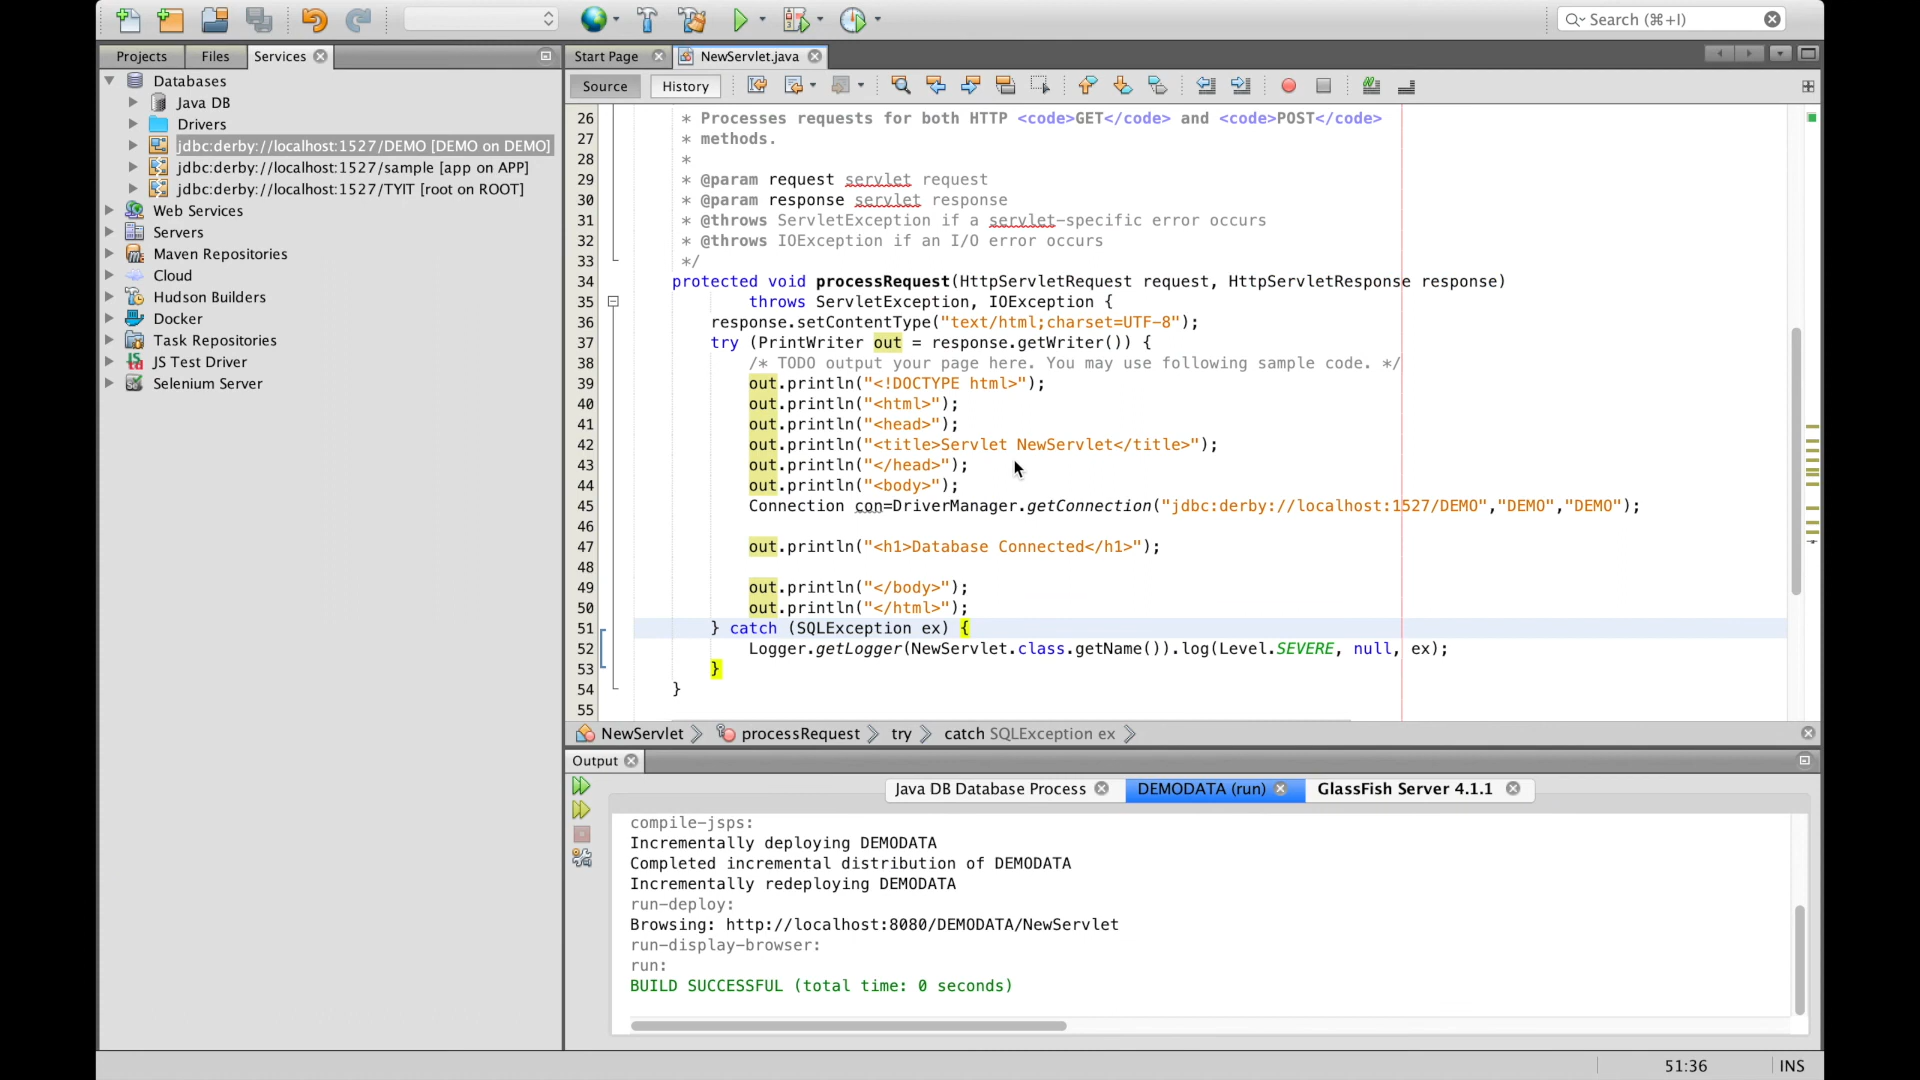 Search (⌘+I)
Projects
Files
Services
Start Page
NewServlet.java
Source
History
Databases
Java DB
Drivers
jdbc:derby://localhost:1527/DEMO [DEMO on DEMO]
jdbc:derby://localhost:1527/sample [app on APP]
jdbc:derby://localhost:1527/TYIT [root on ROOT]
Web Services
Servers
Maven Repositories
Cloud
Hudson Builders
Docker
Task Repositories
JS Test Driver
Selenium Server
26 * Processes requests for both HTTP <code>GET</code> and <code>POST</code>
27 * methods.
28 *
29 * @param request servlet request
30 * @param response servlet response
31 * @throws ServletException if a servlet-specific error occurs
32 * @throws IOException if an I/O error occurs
33 */
34 protected void processRequest(HttpServletRequest request, HttpServletResponse response)
35 throws ServletException, IOException {
36 response.setContentType("text/html;charset=UTF-8");
37 try (PrintWriter out = response.getWriter()) {
38 /* TODO output your page here. You may use following sample code. */
39 out.println("<!DOCTYPE html>");
40 out.println("<html>");
41 out.println("<head>");
42 out.println("<title>Servlet NewServlet</title>");
43 out.println("</head>");
44 out.println("<body>");
45 Connection con=DriverManager.getConnection("jdbc:derby://localhost:1527/DEMO","DEMO","DEMO");
46
47 out.println("<h1>Database Connected</h1>");
48
49 out.println("</body>");
50 out.println("</html>");
51 } catch (SQLException ex) {
52 Logger.getLogger(NewServlet.class.getName()).log(Level.SEVERE, null, ex);
53 }
54 }
55
NewServlet
processRequest
try
catch SQLException ex
Output
Java DB Database Process
DEMODATA (run)
GlassFish Server 4.1.1
compile-jsps:
Incrementally deploying DEMODATA
Completed incremental distribution of DEMODATA
Incrementally redeploying DEMODATA
run-deploy:
Browsing: http://localhost:8080/DEMODATA/NewServlet
run-display-browser:
run:
BUILD SUCCESSFUL (total time: 0 seconds)
51:36
INS